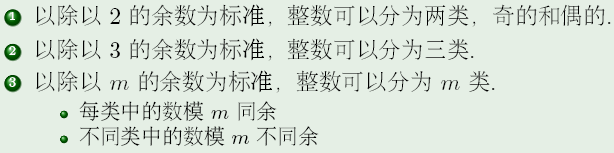 1 以除以 2 的余数为标准，整数可以分为两类，奇的和偶的.
2 以除以 3 的余数为标准，整数可以分为三类.
3 以除以 m 的余数为标准，整数可以分为 m 类.
每类中的数模 m 同余
不同类中的数模 m 不同余